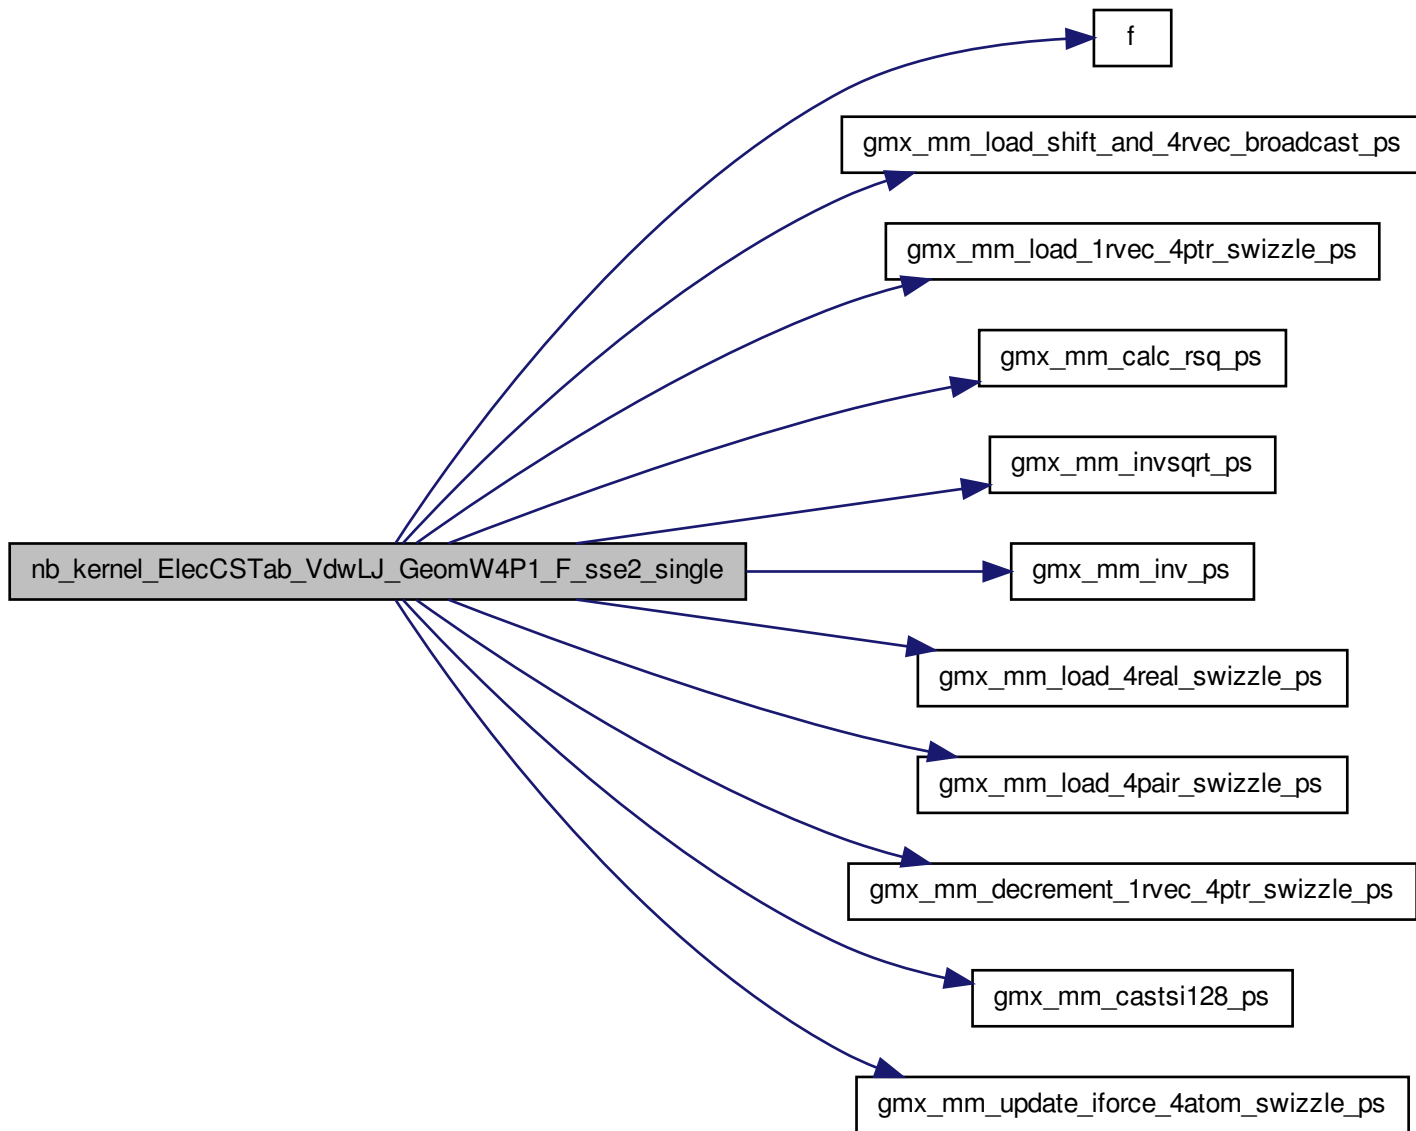 f
gmx_mm_load_shift_and_4rvec_broadcast_ps
gmx_mm_load_1rvec_4ptr_swizzle_ps
gmx_mm_calc_rsq_ps
gmx_mm_invsqrt_ps
nb_kernel_ElecCSTab_VdwLJ_GeomW4P1_F_sse2_single
gmx_mm_inv_ps
gmx_mm_load_4real_swizzle_ps
gmx_mm_load_4pair_swizzle_ps
gmx_mm_decrement_1rvec_4ptr_swizzle_ps
gmx_mm_castsi128_ps
gmx_mm_update_iforce_4atom_swizzle_ps